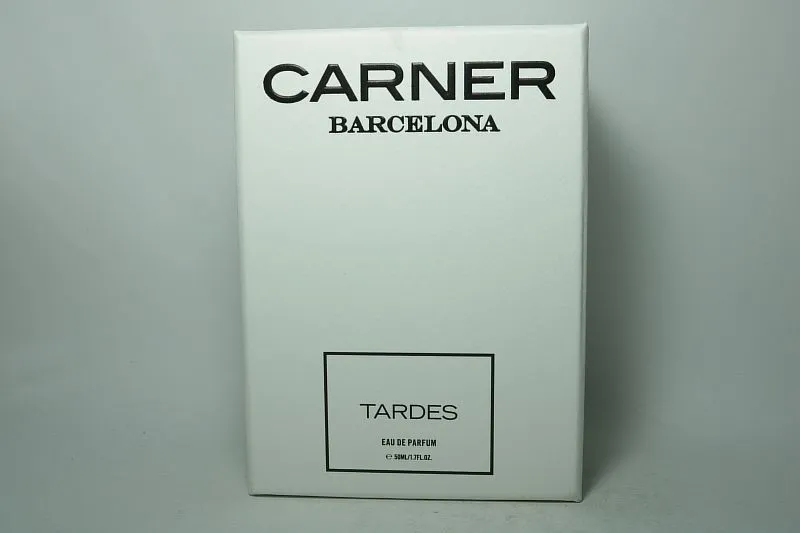 CARNER
BARCELONA
TARDES
EAU DE PARFUM
℮ 50ML/1.7FL.OZ.